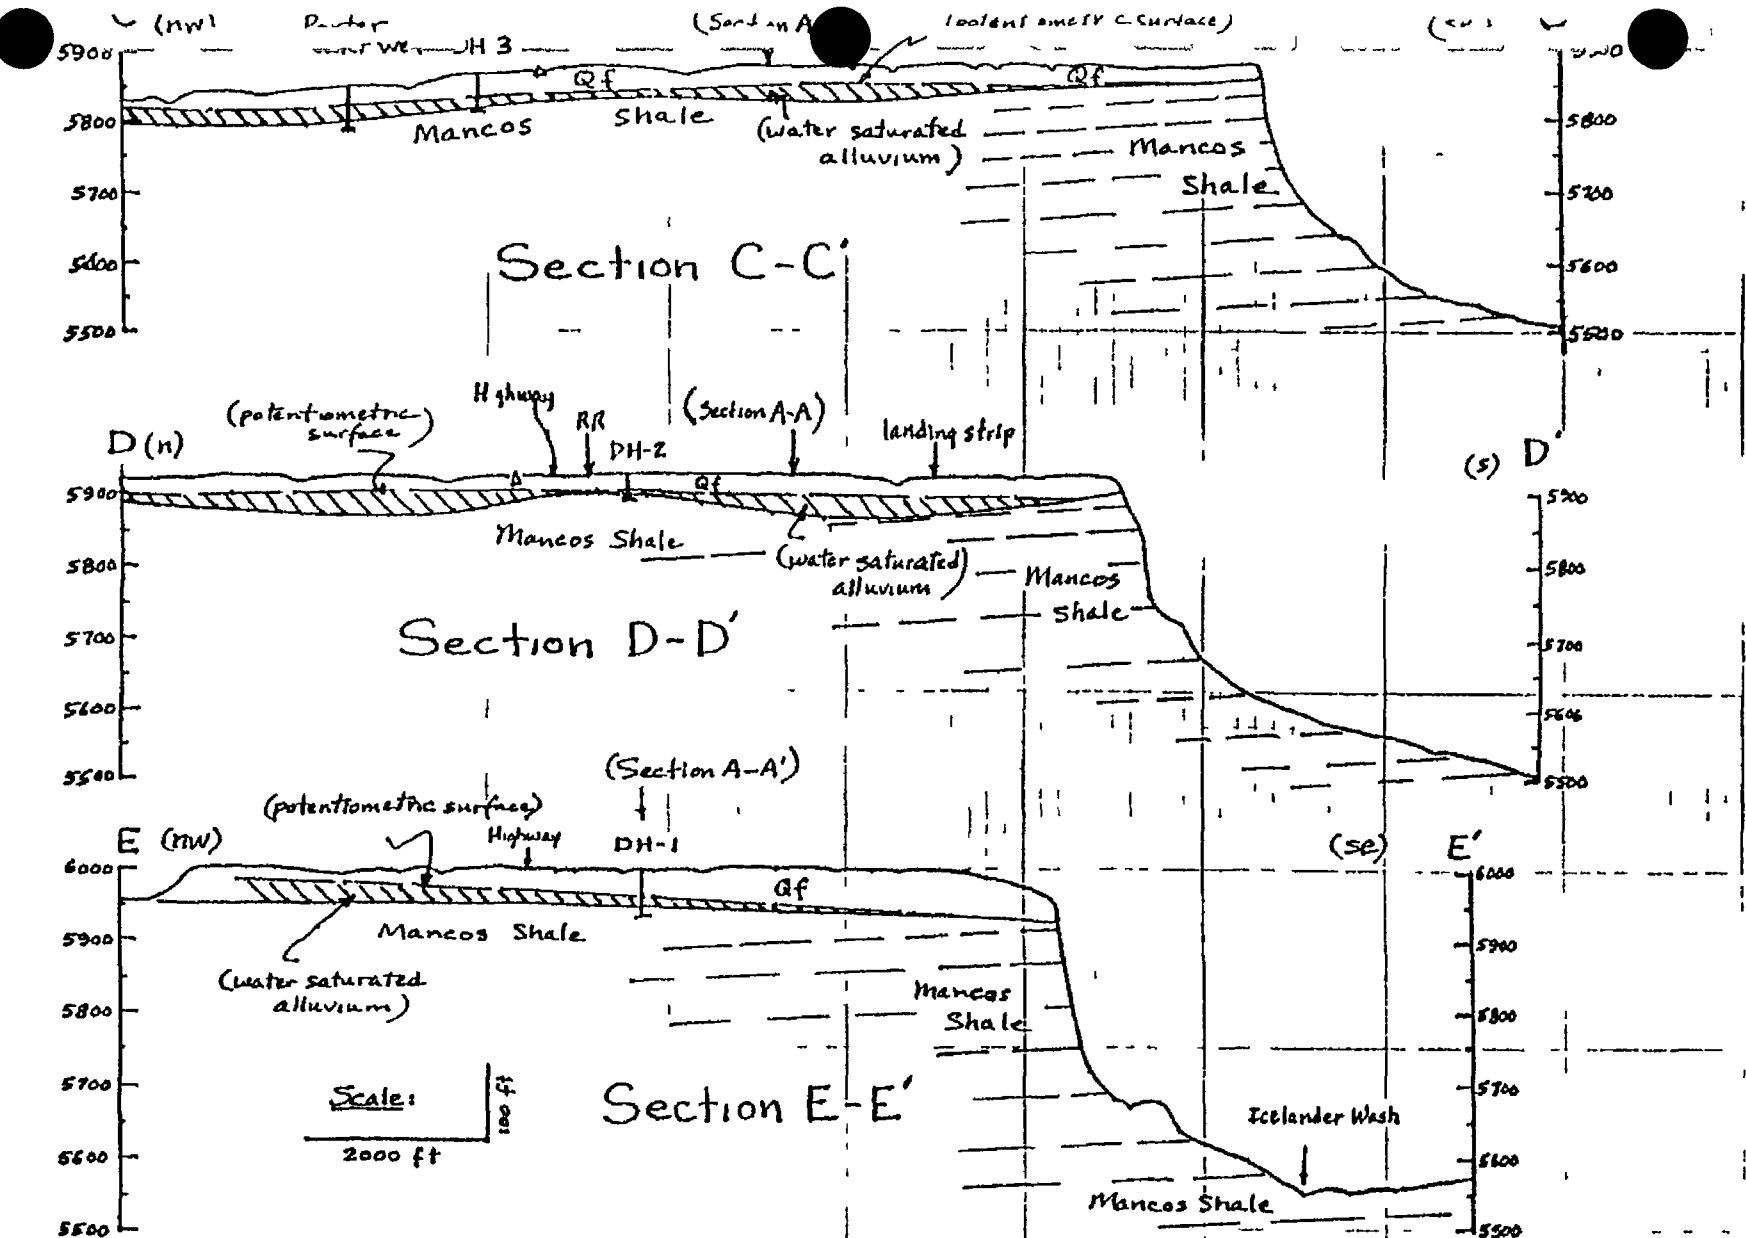 (nw)
DH 3
5900
Qf
Qf
5800
Mancos
Shale
(water saturated
alluvium)
Mancos
Shale
5800
5700
5700
5600
5600
5500
5500
Section C-C'
D (n)
(potentiometric
surface)
Highway
RR
DH-2
(Section A-A)
landing strip
(s) D'
5900
Qf
5900
Mancos Shale
(water saturated)
alluvium
Mancos
Shale
5800
5800
5700
5700
5600
5606
5500
5500
Section D-D'
E (nw)
(potentiometric surface)
Highway
(Section A-A')
DH-1
(se) E'
6000
6000
Qf
Mancos Shale
5900
5900
(water saturated
alluvium)
Mancos
Shale
5800
5800
5700
5700
5600
5600
5500
5500
Scale:
100 ft
2000 ft
Section E-E'
Icelander Wash
Mancos Shale